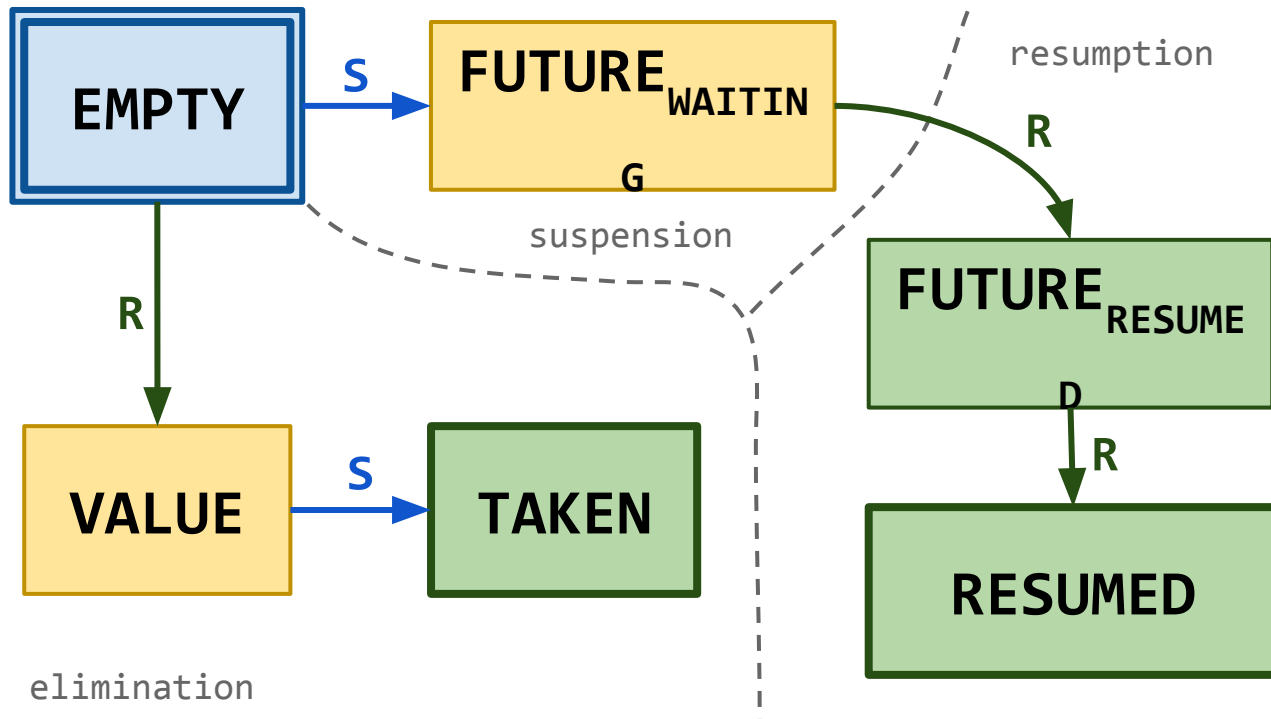 EMPTY
S
FUTURE WAITIN
G
resumption
R
suspension
FUTURE RESUME
D
R
R
VALUE
S
TAKEN
RESUMED
elimination